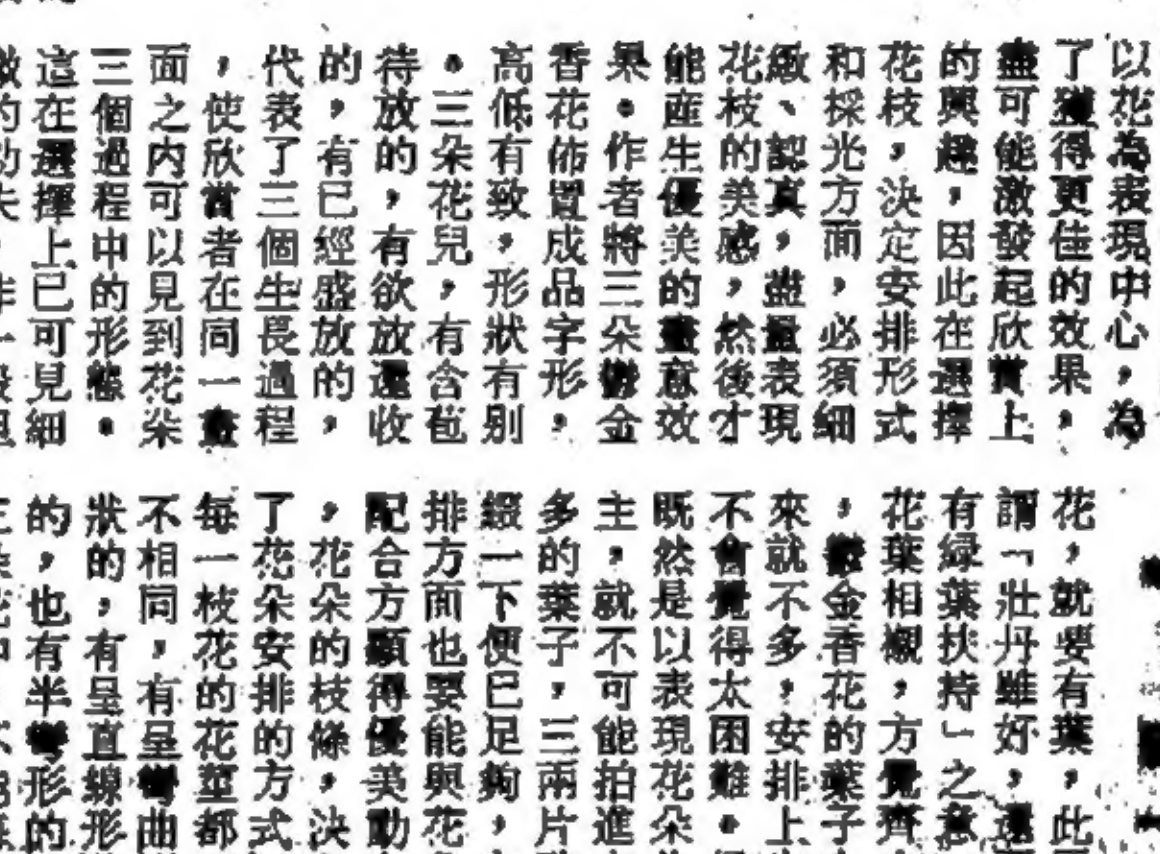 以花為表現中心,為
了獲得更佳的效果,
盡可能激發起欣賞上
的興趣,因此在選擇
花枝,決定安排形式
和採光方面,必須細
緻、認真,盡量表現
花枝的美感,然後才
能産生優美的畫意效
果。作者將三朵鬱金
香花佈置成品字形,
高低有致,形狀有別
。三朵花兒,有含苞
待放的,有欲放還收
的,有已經盛放的,
代表了三個生長過程
,使欣賞者在同一畫
面之內可以見到花朵
三個過程中的形態。
這在選擇上已可見細
花,就要有葉,此
謂「壯丹雖好,還
有緑葉扶持」之意
花葉相襯,方覺齊
,鬱金香花的葉子
來就不多,安排上
不會覺得太困難。
既然是以表現花朵
主,就不可能拍進
多的葉子,三兩片
綴一下便已足夠,
排方面也要能與花
配合方顯得優美動
,花朵的枝條,決
了花朵安排的方式
每一枝花的花莖都
不相同,有呈彎曲
狀的,有呈直線形
的,也有半彎形的